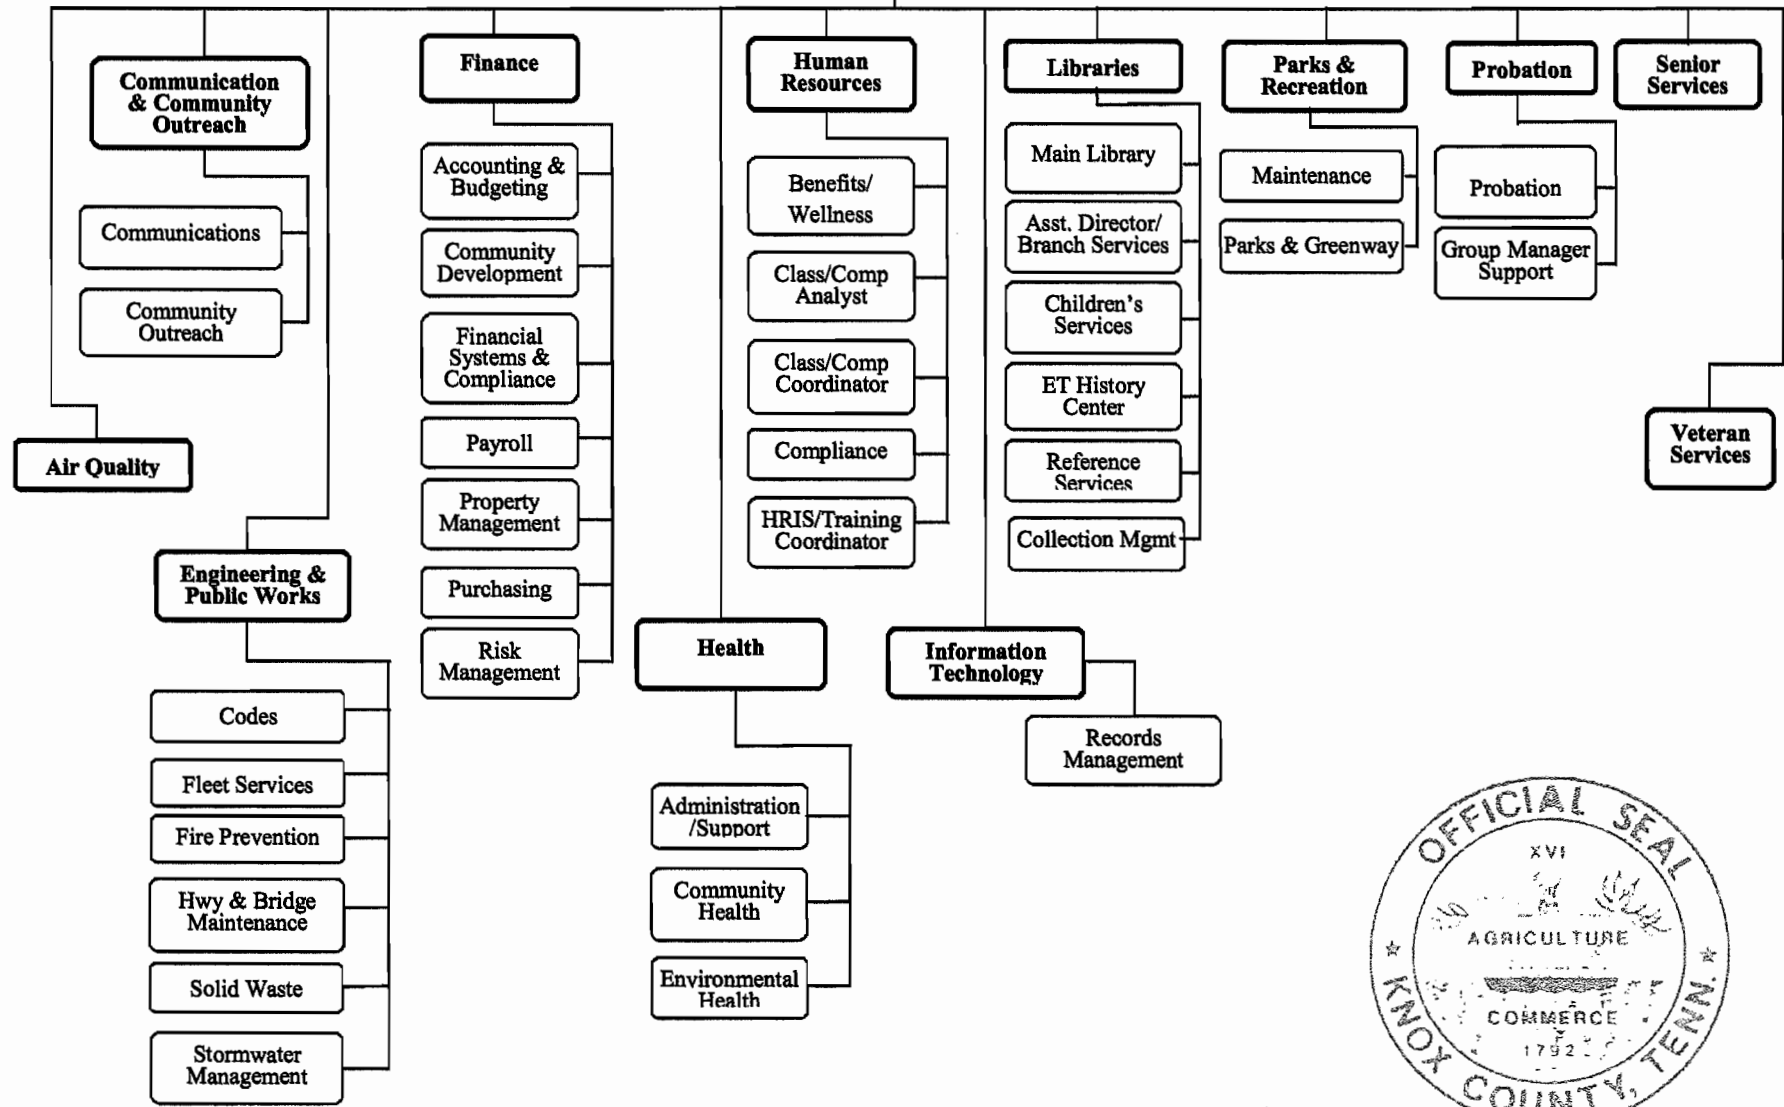 Communication
& Community
Outreach
Communications
Community
Outreach
Air Quality
Engineering &
Public Works
Codes
Fleet Services
Fire Prevention
Hwy & Bridge
Maintenance
Solid Waste
Stormwater
Management
Finance
Accounting &
Budgeting
Community
Development
Financial
Systems &
Compliance
Payroll
Property
Management
Purchasing
Risk
Management
Health
Administration
/Support
Community
Health
Environmental
Health
Human
Resources
Benefits/
Wellness
Class/Comp
Analyst
Class/Comp
Coordinator
Compliance
HRIS/Training
Coordinator
Information
Technology
Records
Management
Libraries
Main Library
Asst. Director/
Branch Services
Children's
Services
ET History
Center
Reference
Services
Collection Mgmt
Parks &
Recreation
Maintenance
Parks & Greenway
Probation
Probation
Group Manager
Support
Senior
Services
Veteran
Services
OFFICIAL SEAL
XVI
AGRICULTURE
COMMERCE
1792
KNOX COUNTY, TENN.